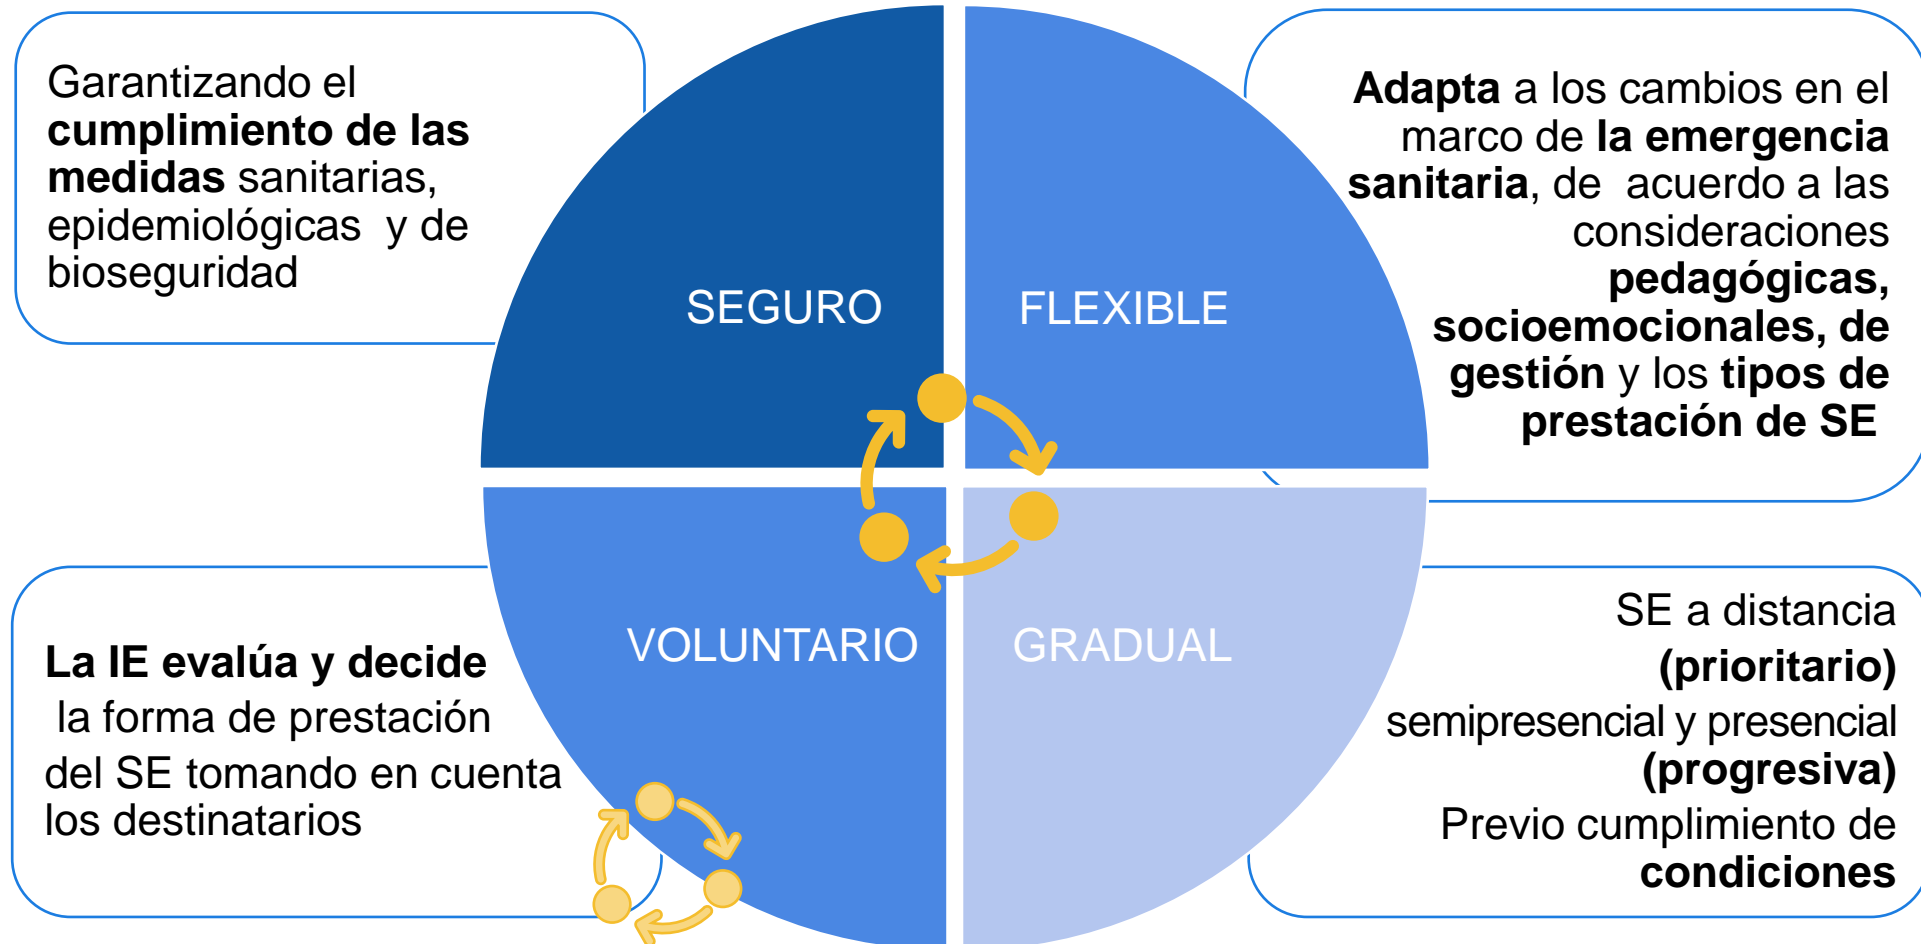 Garantizando el
cumplimiento de las
medidas sanitarias,
epidemiológicas y de
bioseguridad
SEGURO
FLEXIBLE
Adapta a los cambios en el
marco de la emergencia
sanitaria, de acuerdo a las
consideraciones
pedagógicas,
socioemocionales, de
gestión y los tipos de
prestación de SE
La IE evalúa y decide
la forma de prestación
del SE tomando en cuenta
los destinatarios
VOLUNTARIO
GRADUAL
SE a distancia
(prioritario)
semipresencial y presencial
(progresiva)
Previo cumplimiento de
condiciones